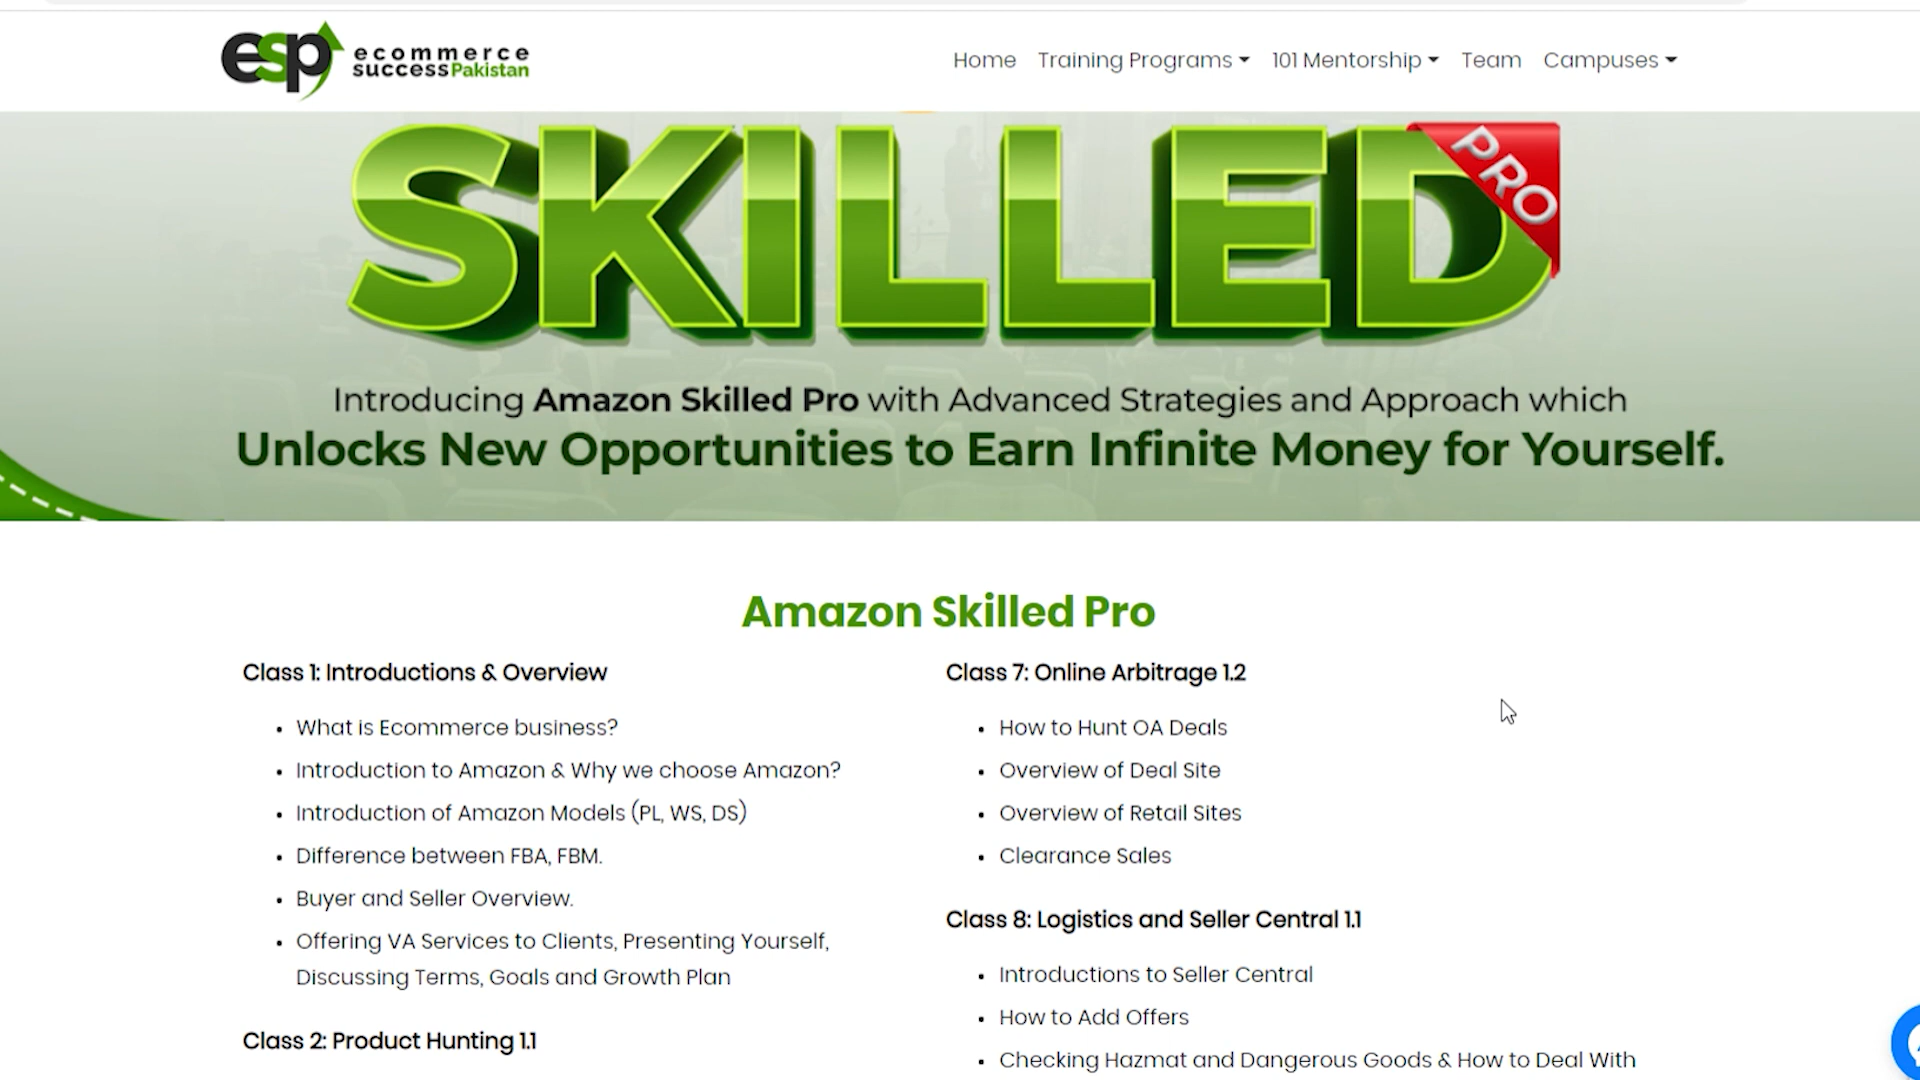 esp ecommerce
successPakistan
Home Training Programs 101 Mentorship Team Campuses
SKILLED
PRO
Introducing Amazon Skilled Pro with Advanced Strategies and Approach which
Unlocks New Opportunities to Earn Infinite Money for Yourself.
Amazon Skilled Pro
Class 1: Introductions & Overview
• What is Ecommerce business?
• Introduction to Amazon & Why we choose Amazon?
• Introduction of Amazon Models (PL, WS, DS)
• Difference between FBA, FBM.
• Buyer and Seller Overview.
• Offering VA Services to Clients, Presenting Yourself,
Discussing Terms, Goals and Growth Plan
Class 2: Product Hunting 1.1
Class 7: Online Arbitrage 1.2
• How to Hunt OA Deals
• Overview of Deal Site
• Overview of Retail Sites
• Clearance Sales
Class 8: Logistics and Seller Central 1.1
• Introductions to Seller Central
• How to Add Offers
• Checking Hazmat and Dangerous Goods & How to Deal With